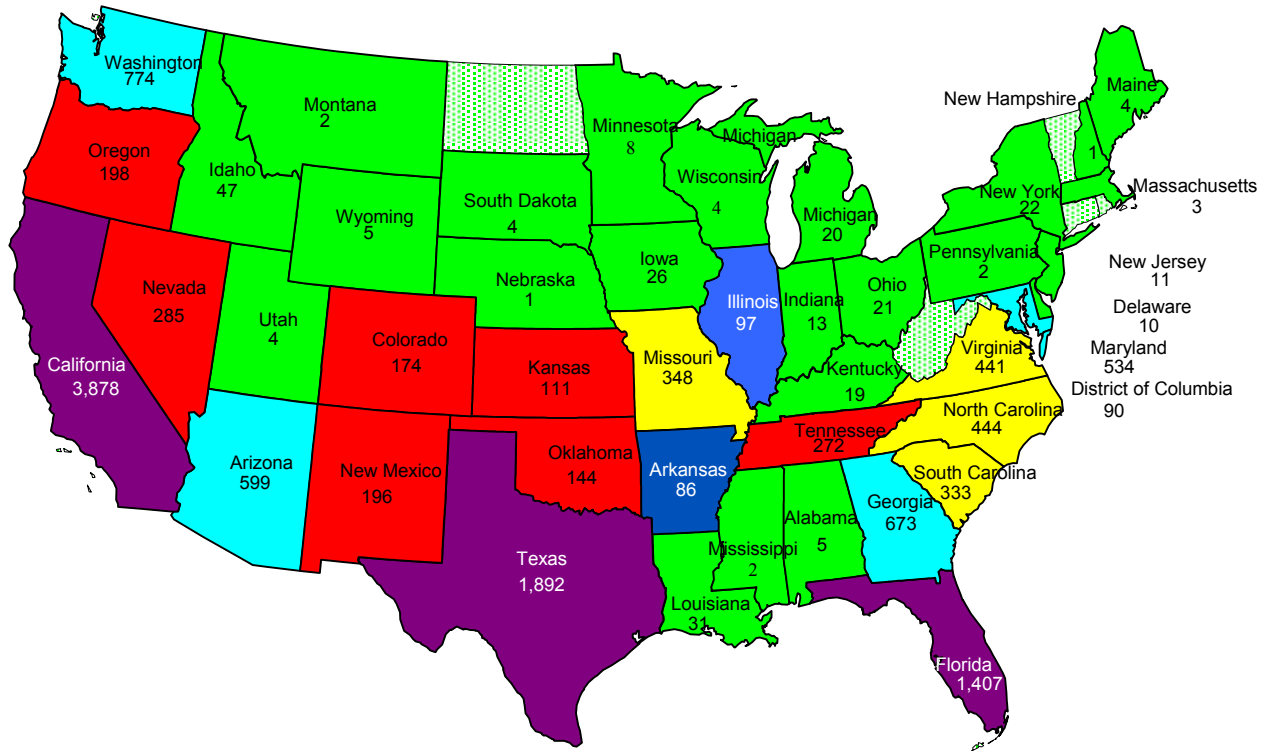 Washington
774
Oregon
198
California
3,878
Nevada
285
Idaho
47
Montana
2
Wyoming
5
Utah
4
Colorado
174
Arizona
599
New Mexico
196
South Dakota
4
Nebraska
1
Kansas
111
Oklahoma
144
Texas
1,892
Minnesota
8
Iowa
26
Missouri
348
Arkansas
86
Louisiana
31
Wisconsin
4
Michigan
Michigan
20
Illinois
97
Indiana
13
Ohio
21
Kentucky
19
Tennessee
272
Mississippi
2
Alabama
5
Georgia
673
Florida
1,407
South Carolina
333
North Carolina
444
Virginia
441
Pennsylvania
2
New York
22
New Hampshire
1
Maine
4
Massachusetts
3
New Jersey
11
Delaware
10
Maryland
534
District of Columbia
90